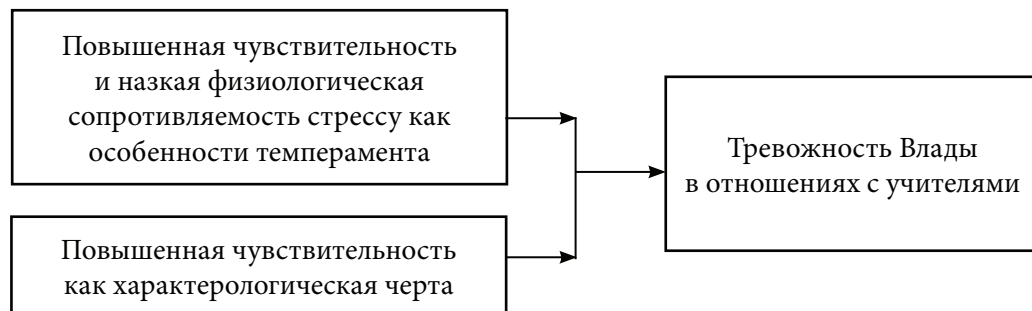 Повышенная чувствительность
и назкая физиологическая
сопротивляемость стрессу как
особенности темперамента
Повышенная чувствительность
как характерологическая черта
Тревожность Влады
в отношениях с учителями